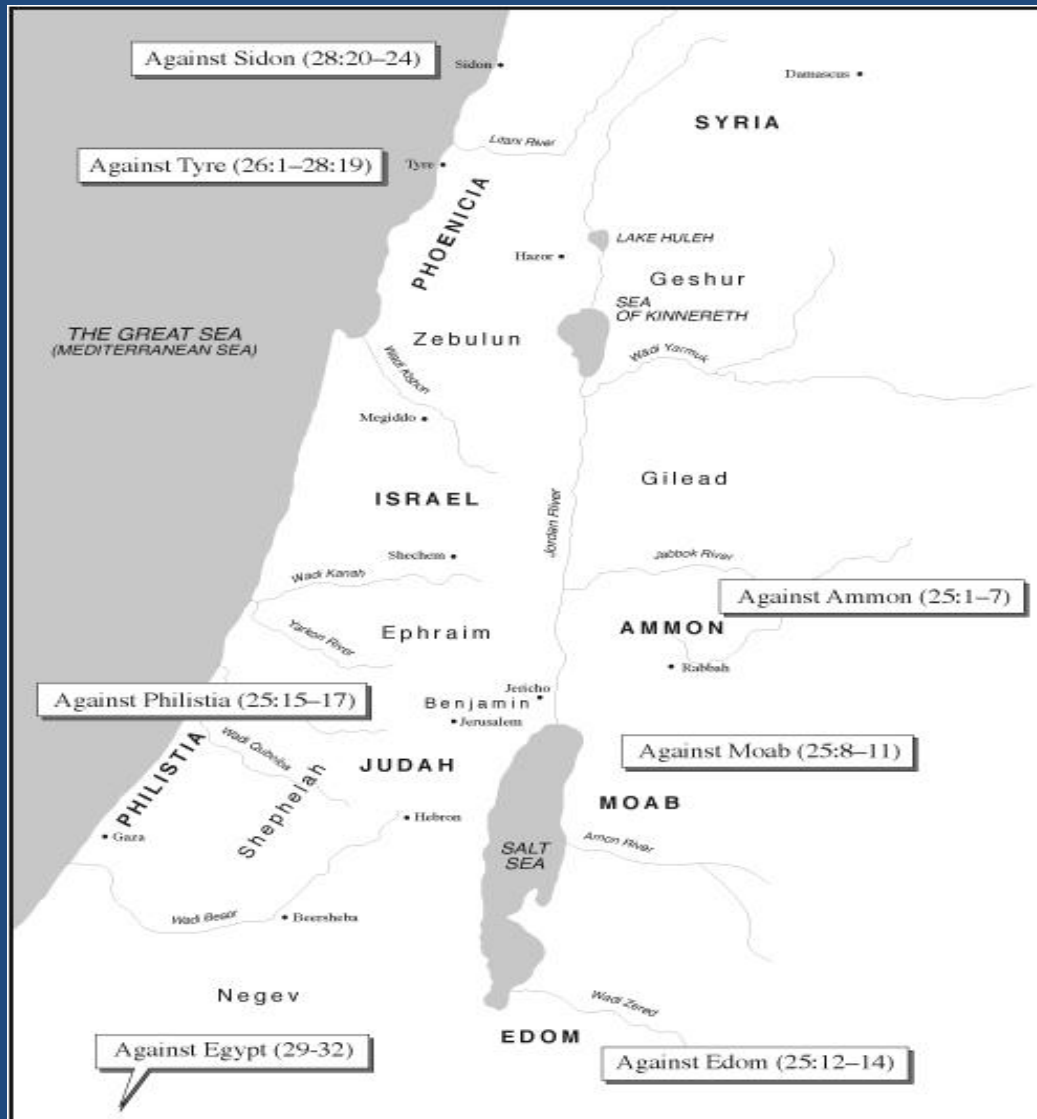 Against Sidon (28:20–24)
Sidon
Damascus
SYRIA
Litani River
Against Tyre (26:1–28:19)
Tyre
PHOENICIA
LAKE HULEH
Hazor
Geshur
SEA
OF KINNERETH
THE GREAT SEA
(MEDITERRANEAN SEA)
Zebulun
Wadi Yarmuk
Wadi Kishon
Megiddo
Gilead
ISRAEL
Jordan River
Shechem
Jabbok River
Wadi Kanah
Against Ammon (25:1–7)
Yarkon River
Ephraim
AMMON
Rabbah
Against Philistia (25:15–17)
Jericho
Benjamin
Jerusalem
Wadi Qubeiba
Against Moab (25:8–11)
PHILISTIA
JUDAH
Shephelah
MOAB
Hebron
Gaza
Arnon River
SALT
SEA
Wadi Besor
Beersheba
Negev
Wadi Zered
EDOM
Against Egypt (29-32)
Against Edom (25:12–14)